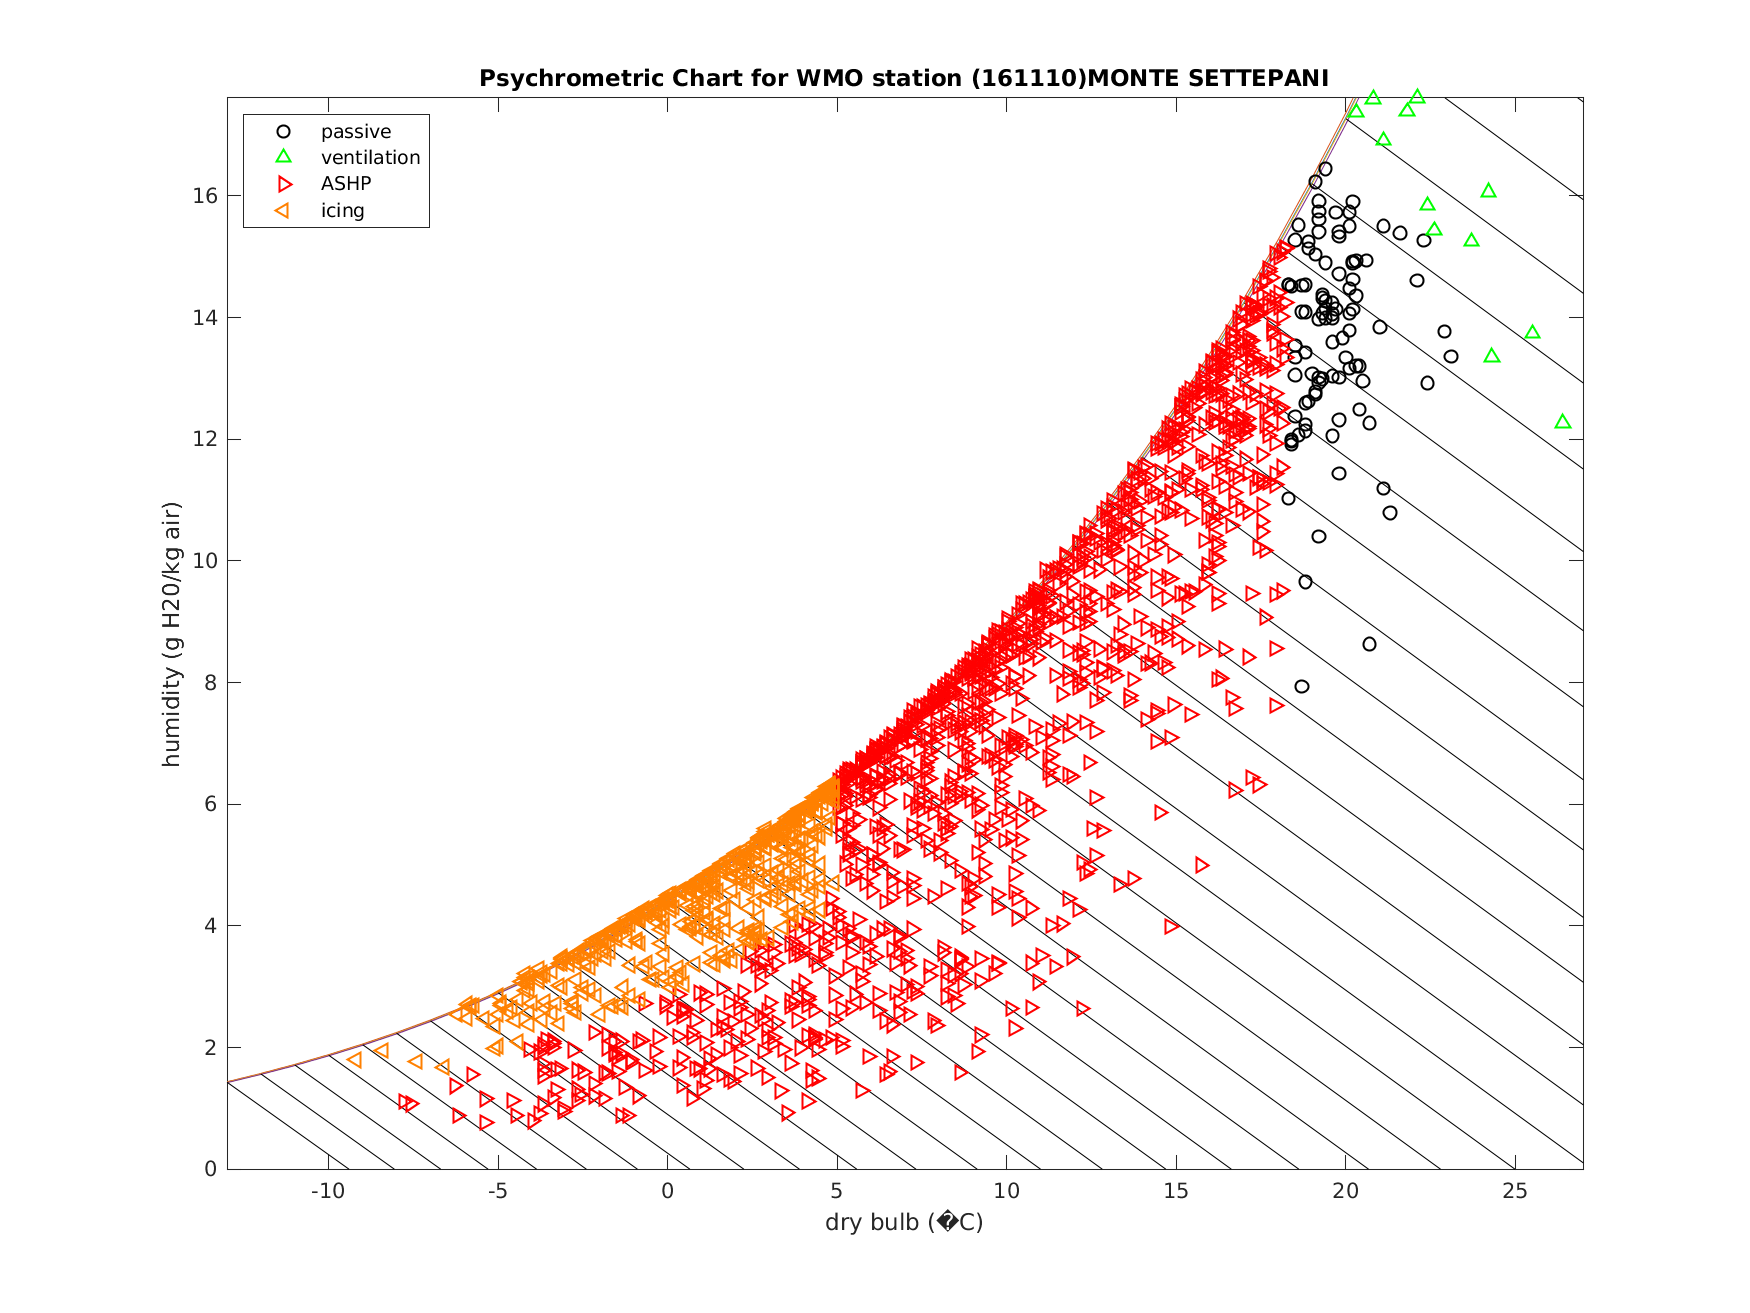 Psychrometric Chart for WMO station (161110)MONTE SETTEPANI
passive
ventilation
ASHP
icing
humidity (g H20/kg air)
16
14
12
10
8
6
4
2
0
-10 -5 0 5 10 15 20 25
dry bulb (�C)